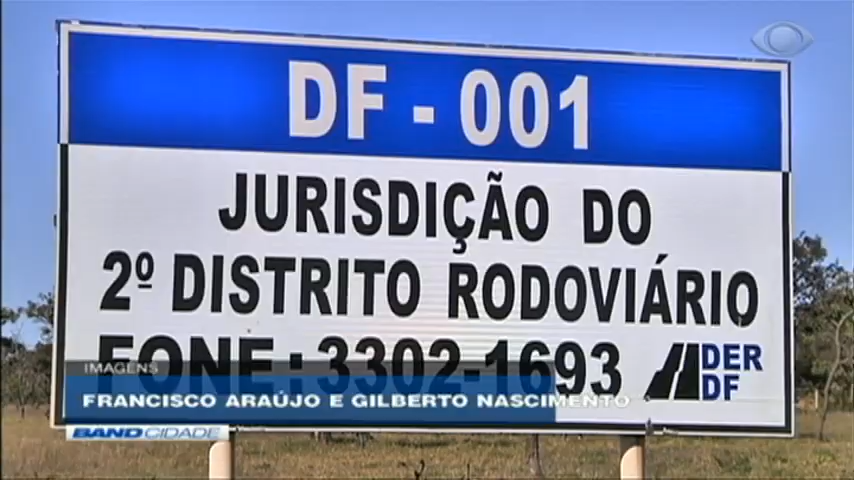 DF - 001
JURISDIÇÃO DO
2º DISTRITO RODOVIÁRIO
FONE: 3302-1693
DER
DF
IMAGENS
FRANCISCO ARAÚJO E GILBERTO NASCIMENTO
BAND CIDADE